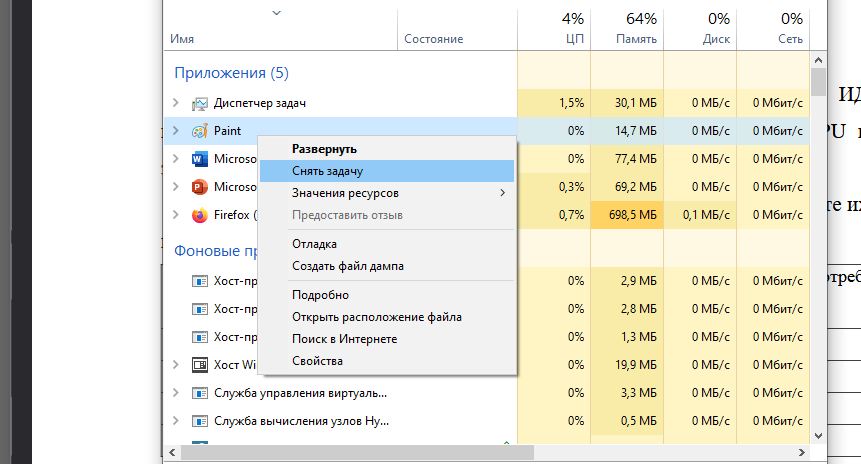 4% 64% 0% 0%
Имя Состояние ЦП Память Диск Сеть
Приложения (5)
Диспетчер задач 1,5% 30,1 МБ 0 МБ/с 0 Мбит/с
Paint 0% 14,7 МБ 0 МБ/с 0 Мбит/с
Microso 0% 77,4 МБ 0 МБ/с 0 Мбит/с
Microso 0,3% 69,2 МБ 0 МБ/с 0 Мбит/с
Firefox ( 0,7% 698,5 МБ 0,1 МБ/с 0 Мбит/с
Фоновые пр
Хост-пр 0% 2,9 МБ 0 МБ/с 0 Мбит/с
Хост-пр 0% 2,8 МБ 0 МБ/с 0 Мбит/с
Хост-пр 0% 1,3 МБ 0 МБ/с 0 Мбит/с
Хост Wi 0% 19,9 МБ 0 МБ/с 0 Мбит/с
Служба управления виртуаль... 0% 3,3 МБ 0 МБ/с 0 Мбит/с
Служба вычисления узлов Hy... 0% 0,5 МБ 0 МБ/с 0 Мбит/с
Развернуть
Снять задачу
Значения ресурсов
Предоставить отзыв
Отладка
Создать файл дампа
Подробно
Открыть расположение файла
Поиск в Интернете
Свойства
ИД
PU
те их
отреб